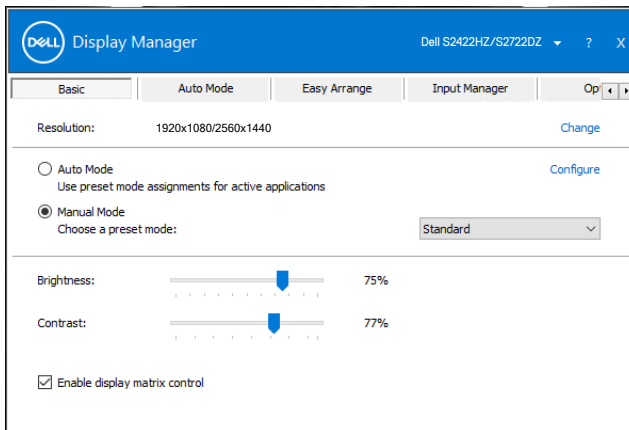 DELL Display Manager Dell S2422HZ/S2722DZ ? X
Basic Auto Mode Easy Arrange Input Manager Op
Resolution: 1920x1080/2560x1440 Change
Auto Mode Configure
Use preset mode assignments for active applications
Manual Mode
Choose a preset mode: Standard
Brightness: 75%
Contrast: 77%
Enable display matrix control